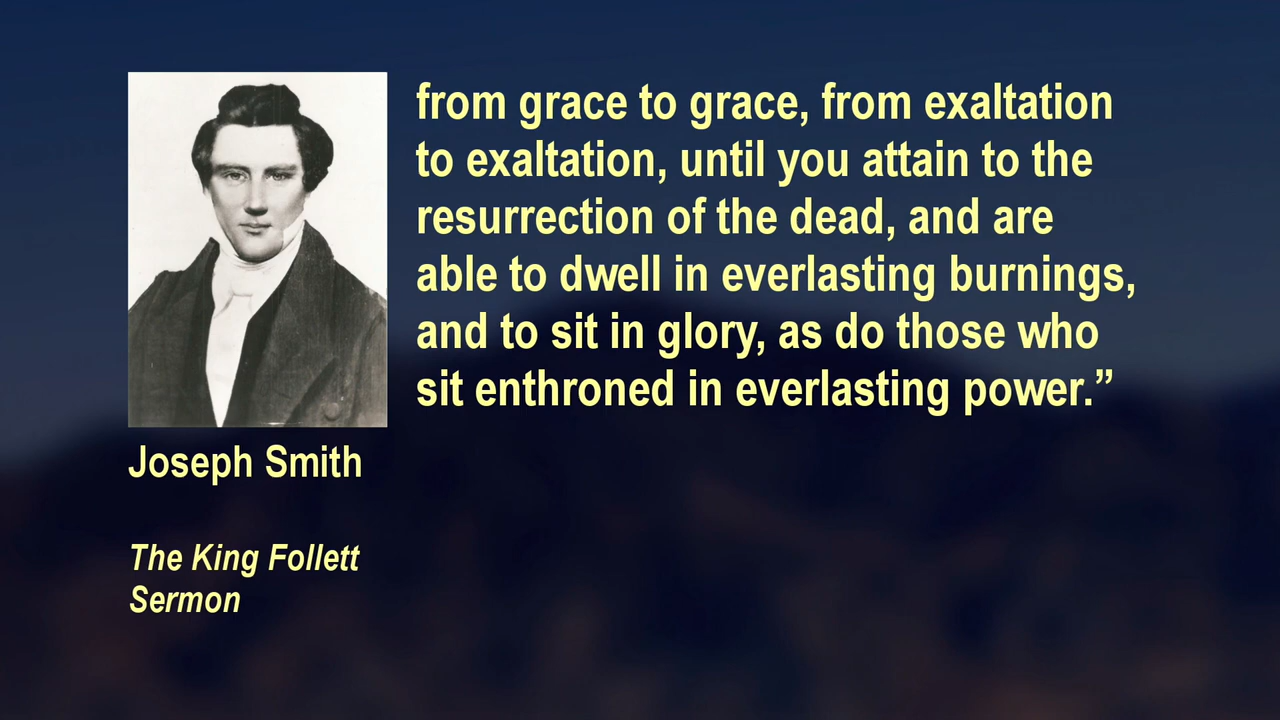 from grace to grace, from exaltation
to exaltation, until you attain to the
resurrection of the dead, and are
able to dwell in everlasting burnings,
and to sit in glory, as do those who
sit enthroned in everlasting power.”
Joseph Smith
The King Follett
Sermon